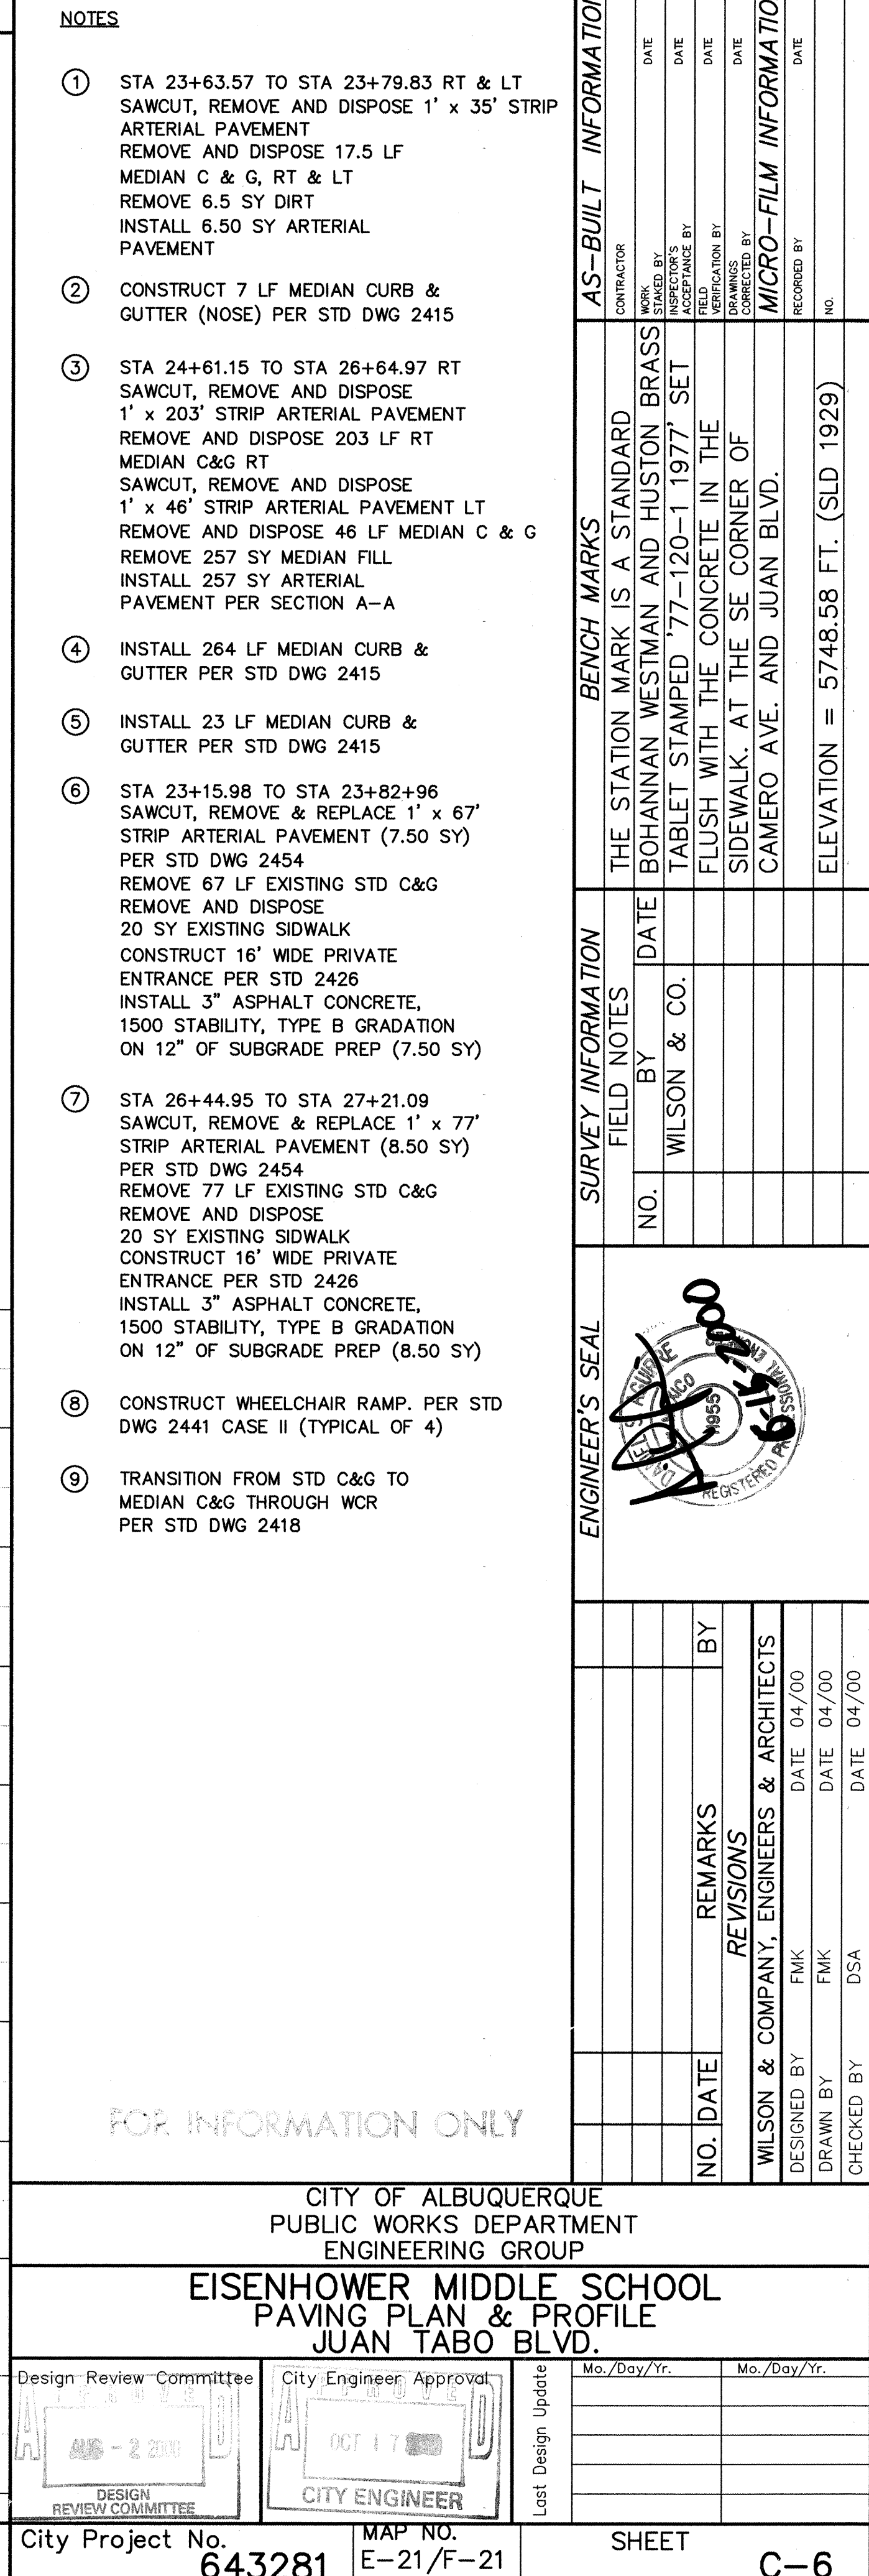 NOTES
1 STA 23+63.57 TO STA 23+79.83 RT & LT
SAWCUT, REMOVE AND DISPOSE 1' x 35' STRIP
ARTERIAL PAVEMENT
REMOVE AND DISPOSE 17.5 LF
MEDIAN C & G, RT & LT
REMOVE 6.5 SY DIRT
INSTALL 6.50 SY ARTERIAL
PAVEMENT
2 CONSTRUCT 7 LF MEDIAN CURB &
GUTTER (NOSE) PER STD DWG 2415
3 STA 24+61.15 TO STA 26+64.97 RT
SAWCUT, REMOVE AND DISPOSE
1' x 203' STRIP ARTERIAL PAVEMENT
REMOVE AND DISPOSE 203 LF RT
MEDIAN C&G RT
SAWCUT, REMOVE AND DISPOSE
1' x 46' STRIP ARTERIAL PAVEMENT LT
REMOVE AND DISPOSE 46 LF MEDIAN C & G
REMOVE 257 SY MEDIAN FILL
INSTALL 257 SY ARTERIAL
PAVEMENT PER SECTION A-A
4 INSTALL 264 LF MEDIAN CURB &
GUTTER PER STD DWG 2415
5 INSTALL 23 LF MEDIAN CURB &
GUTTER PER STD DWG 2415
6 STA 23+15.98 TO STA 23+82+96
SAWCUT, REMOVE & REPLACE 1' x 67'
STRIP ARTERIAL PAVEMENT (7.50 SY)
PER STD DWG 2454
REMOVE 67 LF EXISTING STD C&G
REMOVE AND DISPOSE
20 SY EXISTING SIDWALK
CONSTRUCT 16' WIDE PRIVATE
ENTRANCE PER STD 2426
INSTALL 3" ASPHALT CONCRETE,
1500 STABILITY, TYPE B GRADATION
ON 12" OF SUBGRADE PREP (7.50 SY)
7 STA 26+44.95 TO STA 27+21.09
SAWCUT, REMOVE & REPLACE 1' x 77'
STRIP ARTERIAL PAVEMENT (8.50 SY)
PER STD DWG 2454
REMOVE 77 LF EXISTING STD C&G
REMOVE AND DISPOSE
20 SY EXISTING SIDWALK
CONSTRUCT 16' WIDE PRIVATE
ENTRANCE PER STD 2426
INSTALL 3" ASPHALT CONCRETE,
1500 STABILITY, TYPE B GRADATION
ON 12" OF SUBGRADE PREP (8.50 SY)
8 CONSTRUCT WHEELCHAIR RAMP. PER STD
DWG 2441 CASE II (TYPICAL OF 4)
9 TRANSITION FROM STD C&G TO
MEDIAN C&G THROUGH WCR
PER STD DWG 2418
FOR INFORMATION ONLY
AS-BUILT INFORMATION
CONTRACTOR
WORK STAKED BY DATE
INSPECTOR'S ACCEPTANCE BY DATE
FIELD VERIFICATION BY DATE
DRAWINGS CORRECTED BY DATE
MICRO-FILM INFORMATIO
RECORDED BY DATE
NO.
BENCH MARKS
THE STATION MARK IS A STANDARD
BOHANNAN WESTMAN AND HUSTON BRASS
TABLET STAMPED '77-120-1 1977' SET
FLUSH WITH THE CONCRETE IN THE
SIDEWALK. AT THE SE CORNER OF
CAMERO AVE. AND JUAN BLVD.
ELEVATION = 5748.58 FT. (SLD 1929)
SURVEY INFORMATION
FIELD NOTES
NO. BY DATE
WILSON & CO.
ENGINEER'S SEAL
DANIEL S AGUIRRE
11955
REGISTERED PROFESSIONAL
6-15-2000
NO. DATE REMARKS BY
REVISIONS
WILSON & COMPANY, ENGINEERS & ARCHITECTS
DESIGNED BY FMK DATE 04/00
DRAWN BY FMK DATE 04/00
CHECKED BY DSA DATE 04/00
CITY OF ALBUQUERQUE
PUBLIC WORKS DEPARTMENT
ENGINEERING GROUP
EISENHOWER MIDDLE SCHOOL
PAVING PLAN & PROFILE
JUAN TABO BLVD.
Design Review Committee
APPROVED
AUG - 2 2000
DESIGN
REVIEW COMMITTEE
City Engineer Approval
APPROVED
OCT 17
CITY ENGINEER
Last Design Update
Mo./Day/Yr. Mo./Day/Yr.
City Project No.
643281
MAP NO.
E-21/F-21
SHEET
C-6